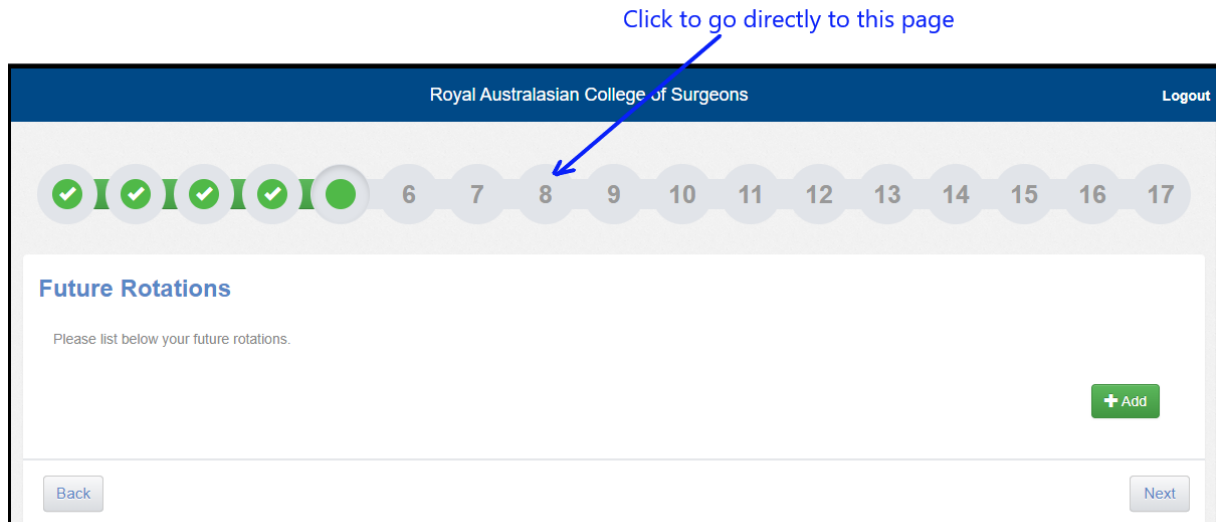 Click to go directly to this page
Royal Australasian College of Surgeons Logout
6 7 8 9 10 11 12 13 14 15 16 17
Future Rotations
Please list below your future rotations.
Add
Back Next